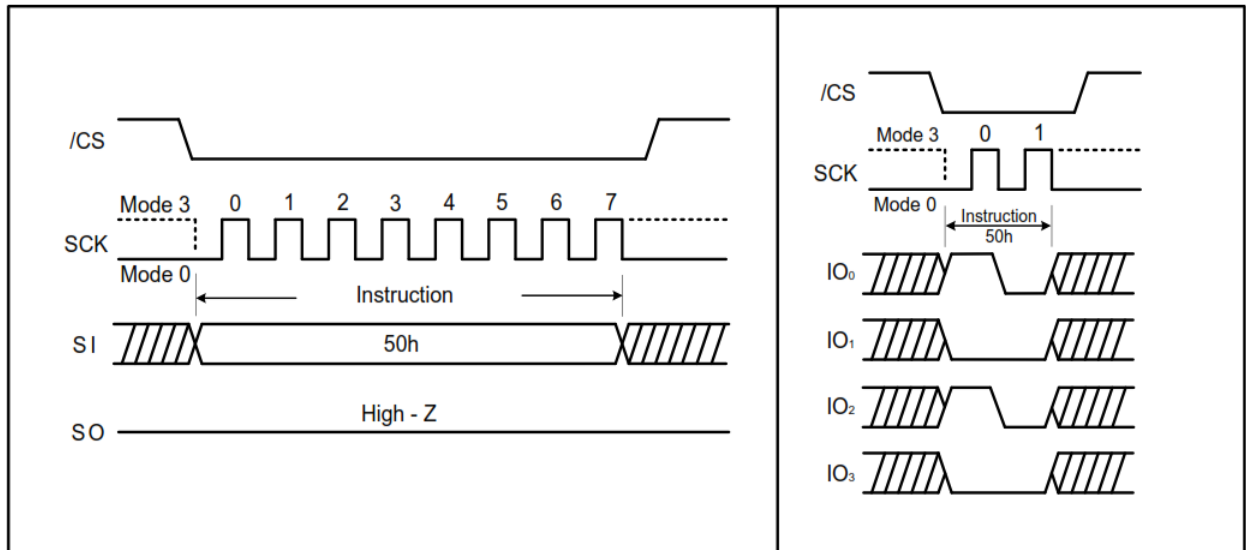 /CS
Mode 3 0 1 2 3 4 5 6 7
SCK
Mode 0
Instruction
SI 50h
High - Z
SO
/CS
Mode 3 0 1
SCK
Mode 0
Instruction
50h
IO₀
IO₁
IO₂
IO₃